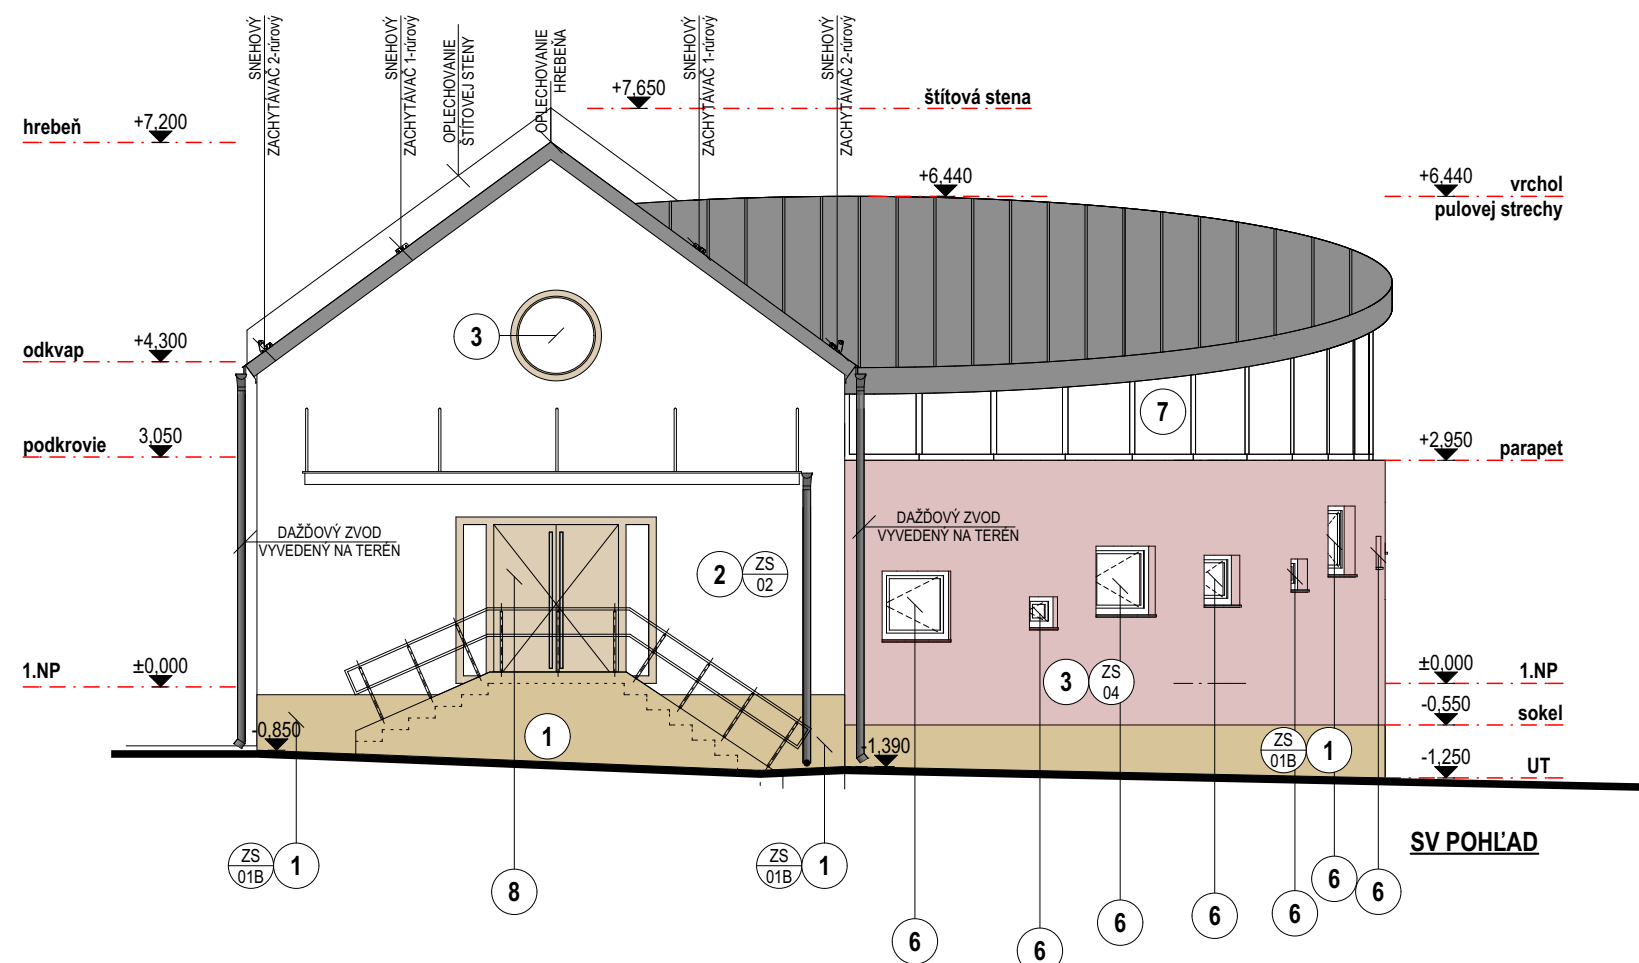 SNEHOVÝ
ZACHYTÁVAČ 2-rúrový
SNEHOVÝ
ZACHYTÁVAČ 1-rúrový
OPLECHOVANIE
ŠTÍTOVEJ STENY
OPLECHOVANIE
HREBEŇA
SNEHOVÝ
ZACHYTÁVAČ 1-rúrový
SNEHOVÝ
ZACHYTÁVAČ 2-rúrový
+7,650
štítová stena
hrebeň
+7,200
+6,440
+6,440
vrchol
pulovej strechy
3
odkvap
+4,300
7
podkrovie
3,050
+2,950
parapet
DAŽĎOVÝ ZVOD
VYVEDENÝ NA TERÉN
DAŽĎOVÝ ZVOD
VYVEDENÝ NA TERÉN
2
ZS
02
1.NP
±0,000
3
ZS
04
±0,000
1.NP
-0,550
sokel
-0,850
1
-1,390
ZS
01B
1
-1,250
UT
SV POHĽAD
ZS
01B
1
8
ZS
01B
1
6
6
6
6
6
6
6